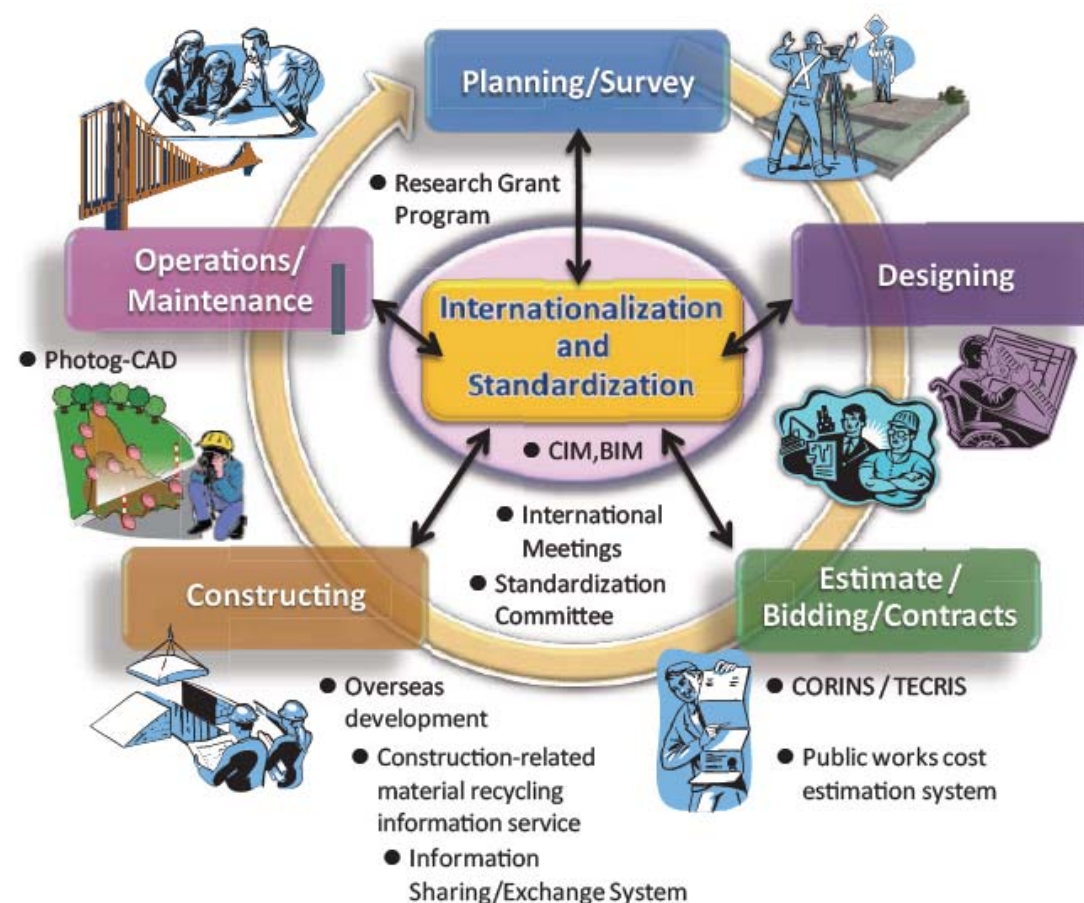 Planning/Survey
● Research Grant
Program
Operations/
Maintenance
Designing
Internationalization
and
Standardization
● Photog-CAD
● CIM,BIM
● International
Meetings
● Standardization
Committee
Constructing
Estimate /
Bidding/Contracts
● Overseas
development
● Construction-related
material recycling
information service
● Information
Sharing/Exchange System
● CORINS / TECRIS
● Public works cost
estimation system